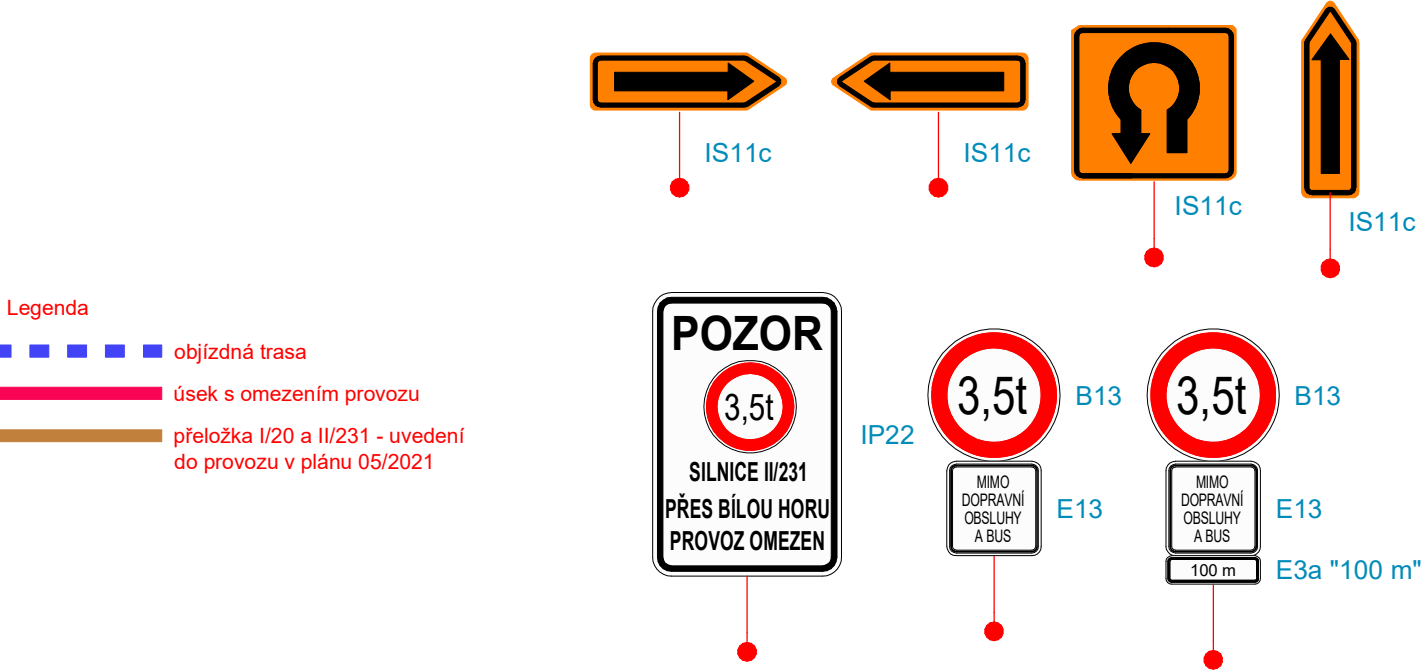 IS11c
IS11c
IS11c
IS11c
Legenda
objízdná trasa
úsek s omezením provozu
přeložka I/20 a II/231 - uvedení
do provozu v plánu 05/2021
POZOR
3,5t
SILNICE II/231
PŘES BÍLOU HORU
PROVOZ OMEZEN
IP22
3,5t
B13
MIMO
DOPRAVNÍ
OBSLUHY
A BUS
E13
3,5t
B13
MIMO
DOPRAVNÍ
OBSLUHY
A BUS
E13
100 m
E3a "100 m"